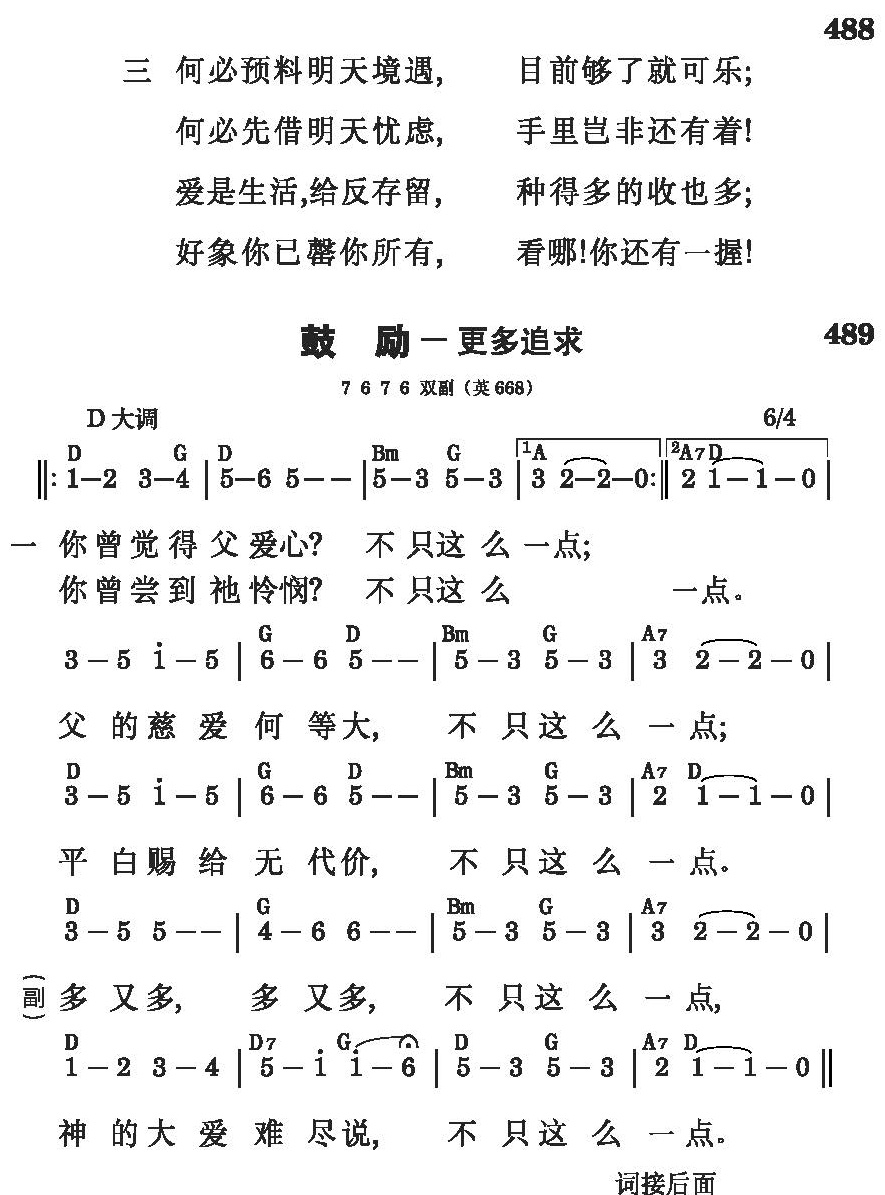 488
三 何必预料明天境遇, 目前够了就可乐;
何必先借明天忧虑, 手里岂非还有着!
爱是生活,给反存留, 种得多的收也多;
好象你已罄你所有, 看哪!你还有一握!
鼓 励 — 更多追求 489
7 6 7 6 双副（英668）
D 大调 6/4
D G D Bm G 1A 2A7 D
‖: 1–2 3–4 | 5–6 5–– | 5–3 5–3 | 3 2–2–0 :‖ 2 1–1–0 |
一 你曾觉得父爱心? 不只这么一点;
你曾尝到祂怜悯? 不只这么 一点。
G D Bm G A7
3–5 i–5 | 6–6 5–– | 5–3 5–3 | 3 2–2–0 |
父的慈爱何等大, 不只这么一点;
D G D Bm G A7 D
3–5 i–5 | 6–6 5–– | 5–3 5–3 | 2 1–1–0 |
平白赐给无代价, 不只这么一点。
D G Bm G A7
3–5 5–– | 4–6 6–– | 5–3 5–3 | 3 2–2–0 |
(副) 多又多, 多又多, 不只这么一点,
D D7 G D G A7 D
1–2 3–4 | 5–i i–6 | 5–3 5–3 | 2 1–1–0 ‖
神的大爱难尽说, 不只这么一点。
词接后面